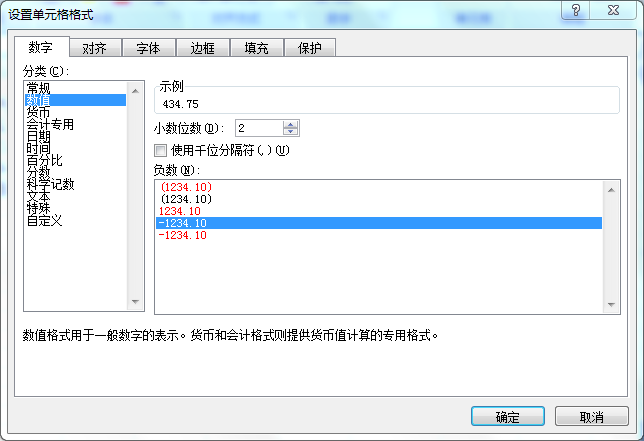 设置单元格格式
数字 对齐 字体 边框 填充 保护
分类(C):
常规
数值
货币
会计专用
日期
时间
百分比
分数
科学记数
文本
特殊
自定义
示例
434.75
小数位数(D): 2
使用千位分隔符(,)(U)
负数(N):
(1234.10)
(1234.10)
1234.10
-1234.10
-1234.10
数值格式用于一般数字的表示。货币和会计格式则提供货币值计算的专用格式。
确定 取消